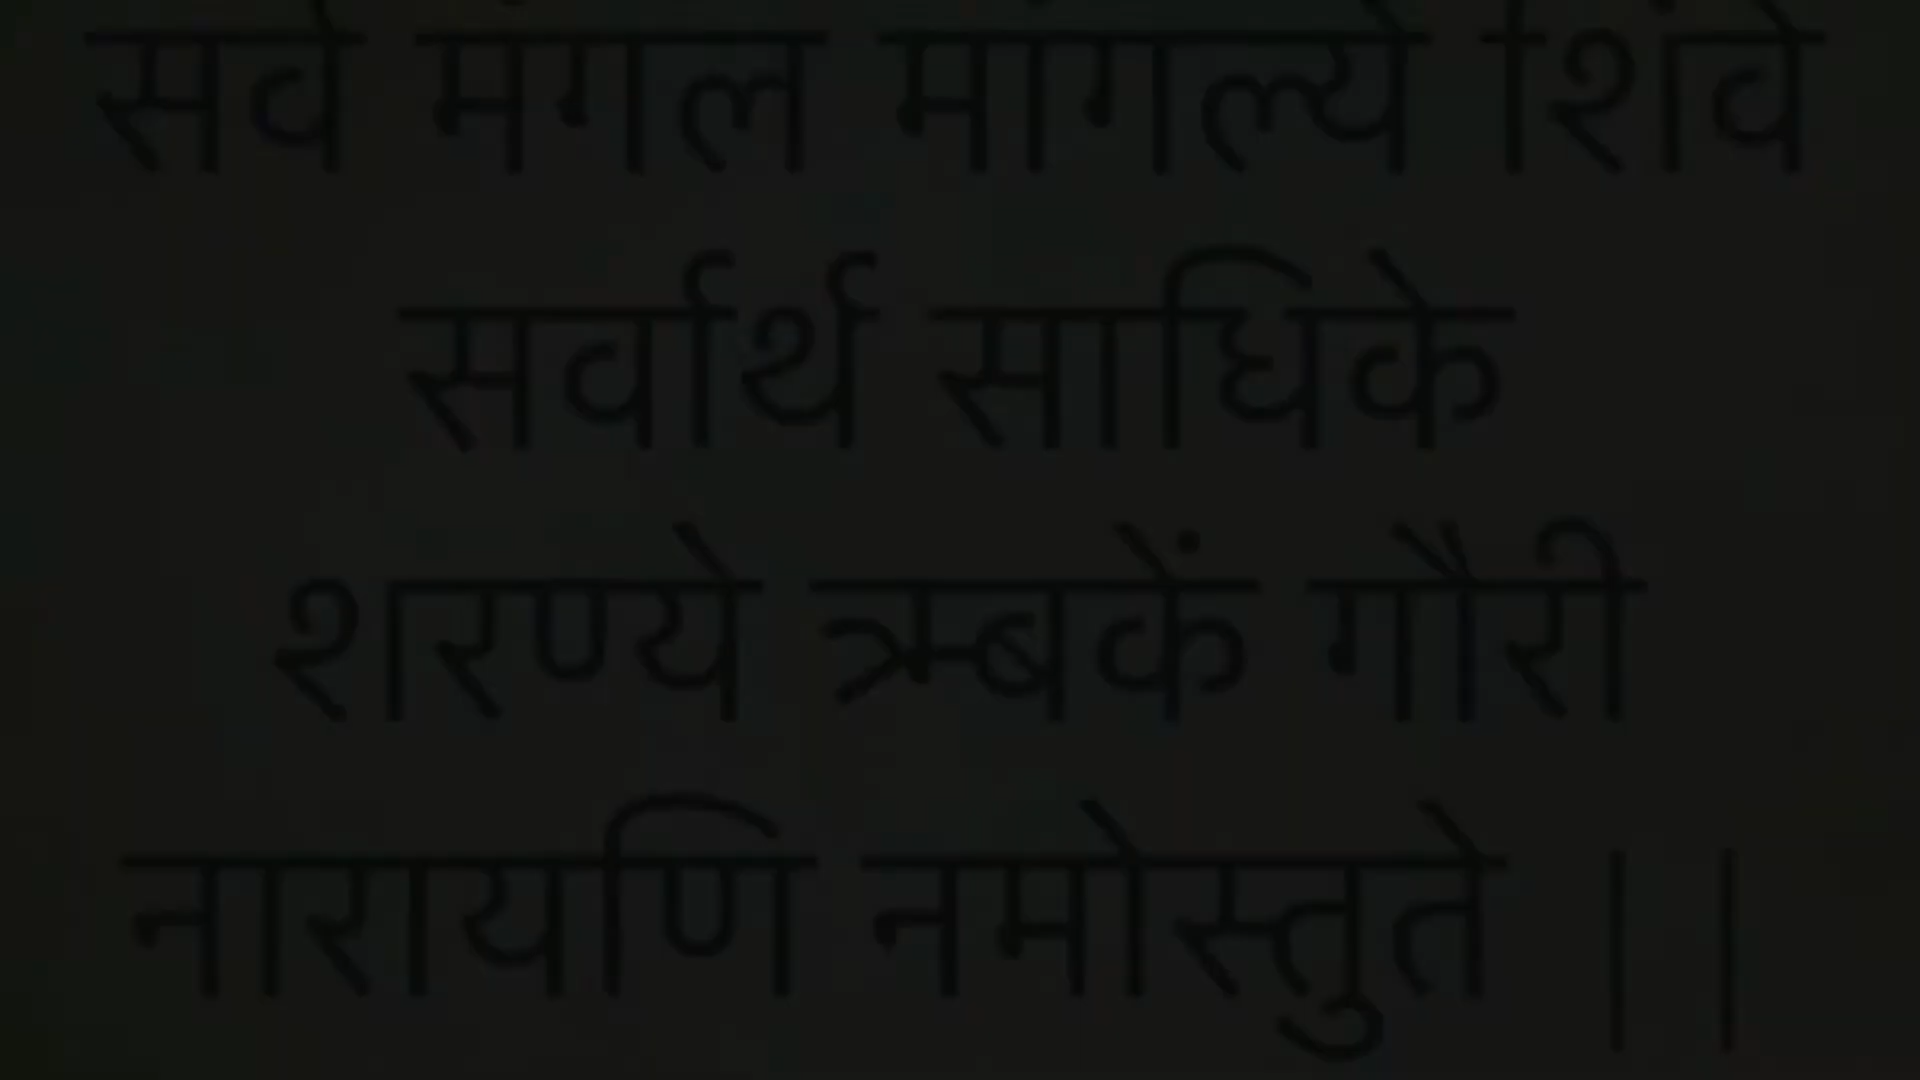 सर्व मंगल मांगल्ये शिंवे
सर्वार्थ साधिके
शरण्ये त्र्म्बकें गौरी
नारायणि नमोस्तुते ||